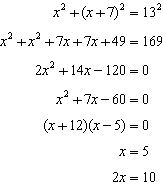 x² + (x + 7)² = 13²
x² + x² + 7x + 7x + 49 = 169
2x² + 14x − 120 = 0
x² + 7x − 60 = 0
(x + 12)(x − 5) = 0
x = 5
2x = 10